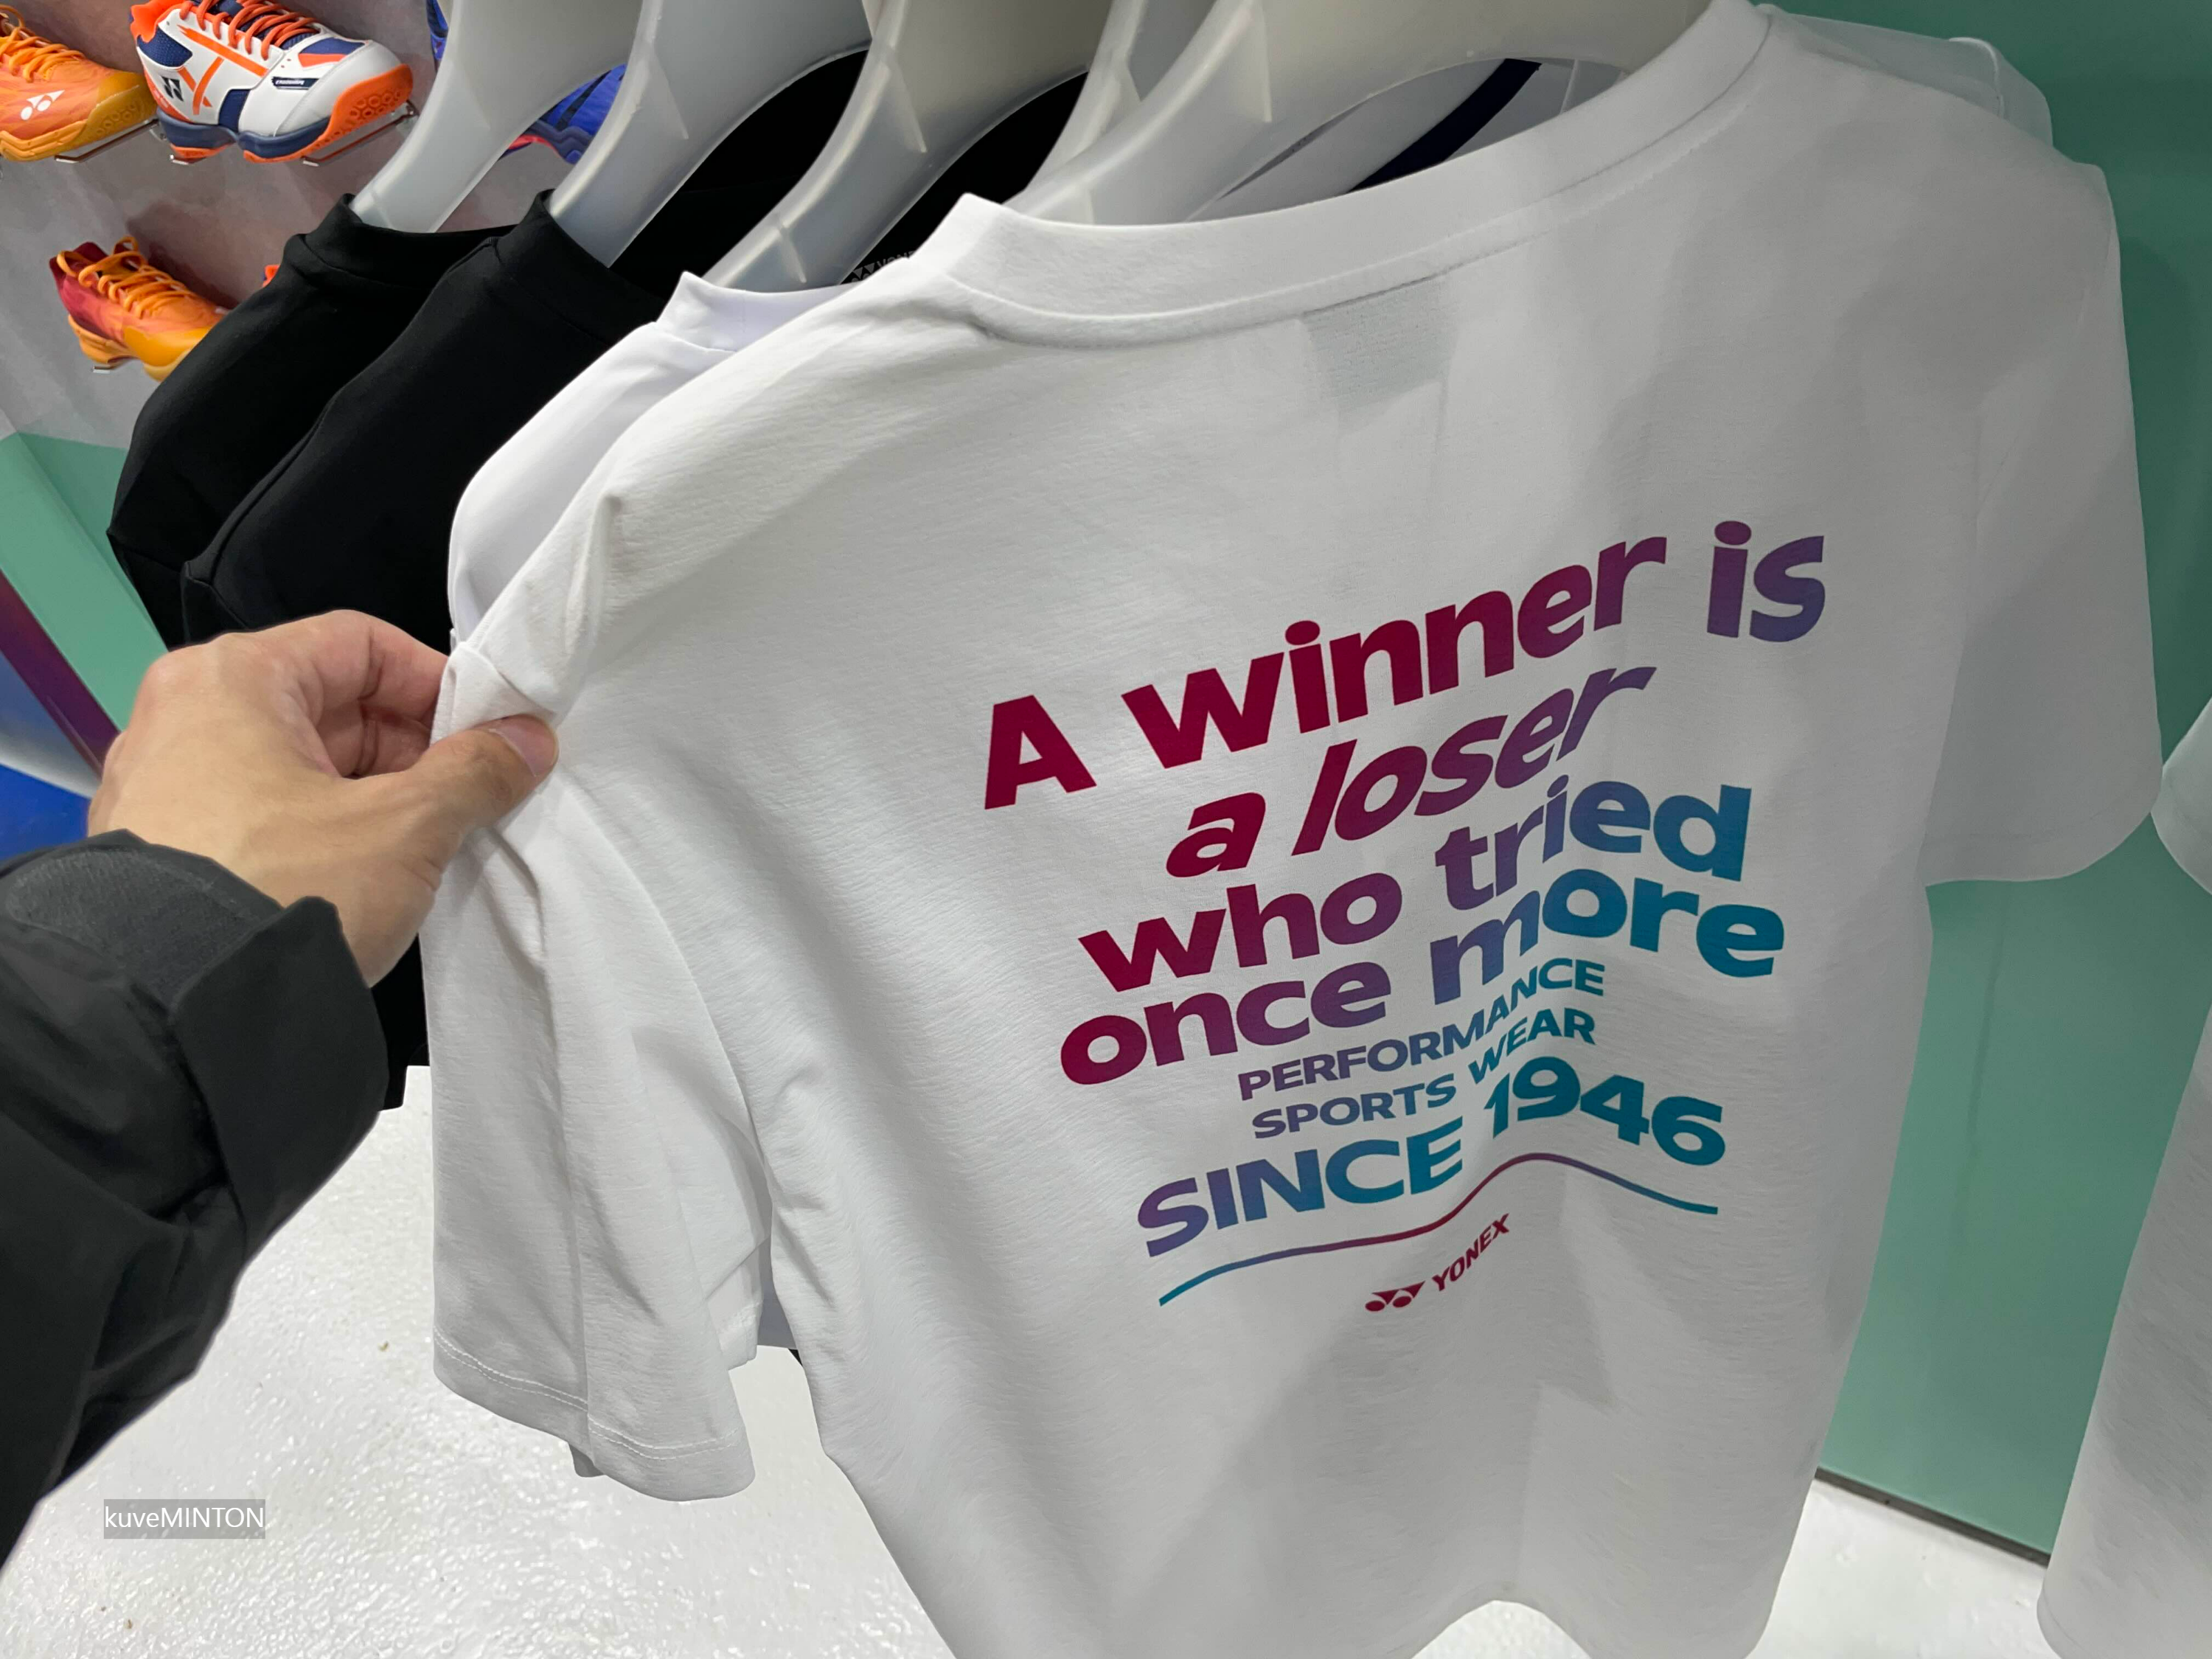 A winner is
a loser
who tried
once more
PERFORMANCE
SPORTS WEAR
SINCE 1946
YONEX
kuveMINTON